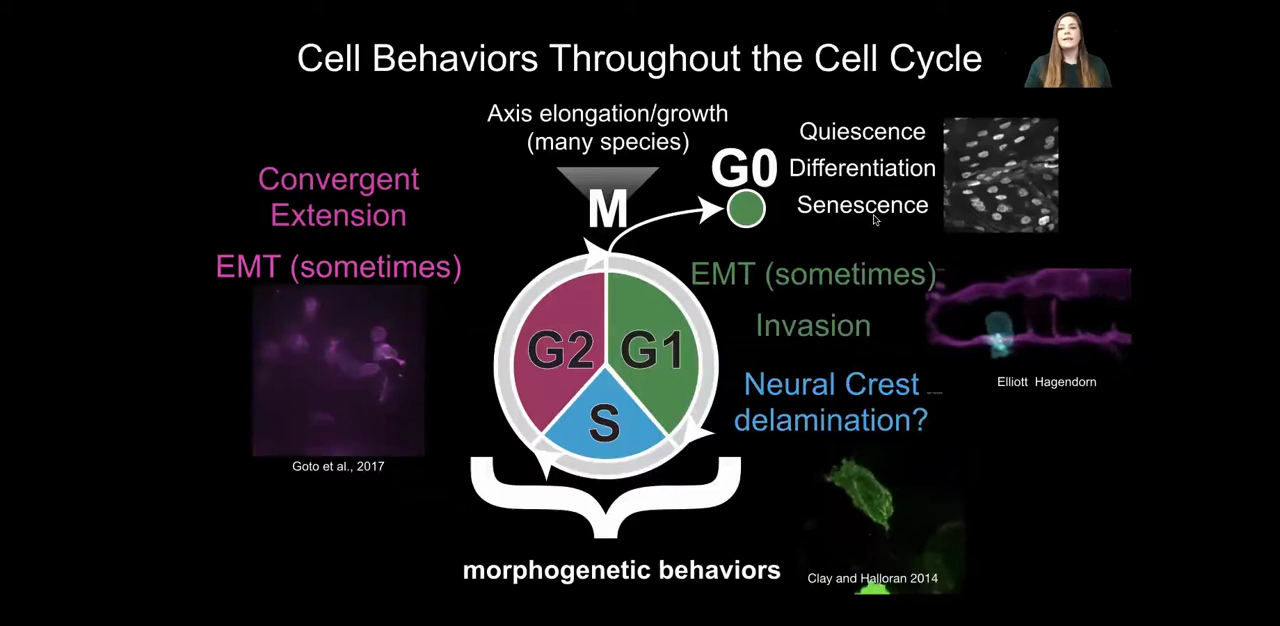 Cell Behaviors Throughout the Cell Cycle
Axis elongation/growth
(many species)
Convergent
Extension
EMT (sometimes)
Goto et al., 2017
M
G0
Quiescence
Differentiation
Senescence
EMT (sometimes)
Invasion
Elliott Hagendorn
G2
G1
S
Neural Crest
delamination?
morphogenetic behaviors
Clay and Halloran 2014